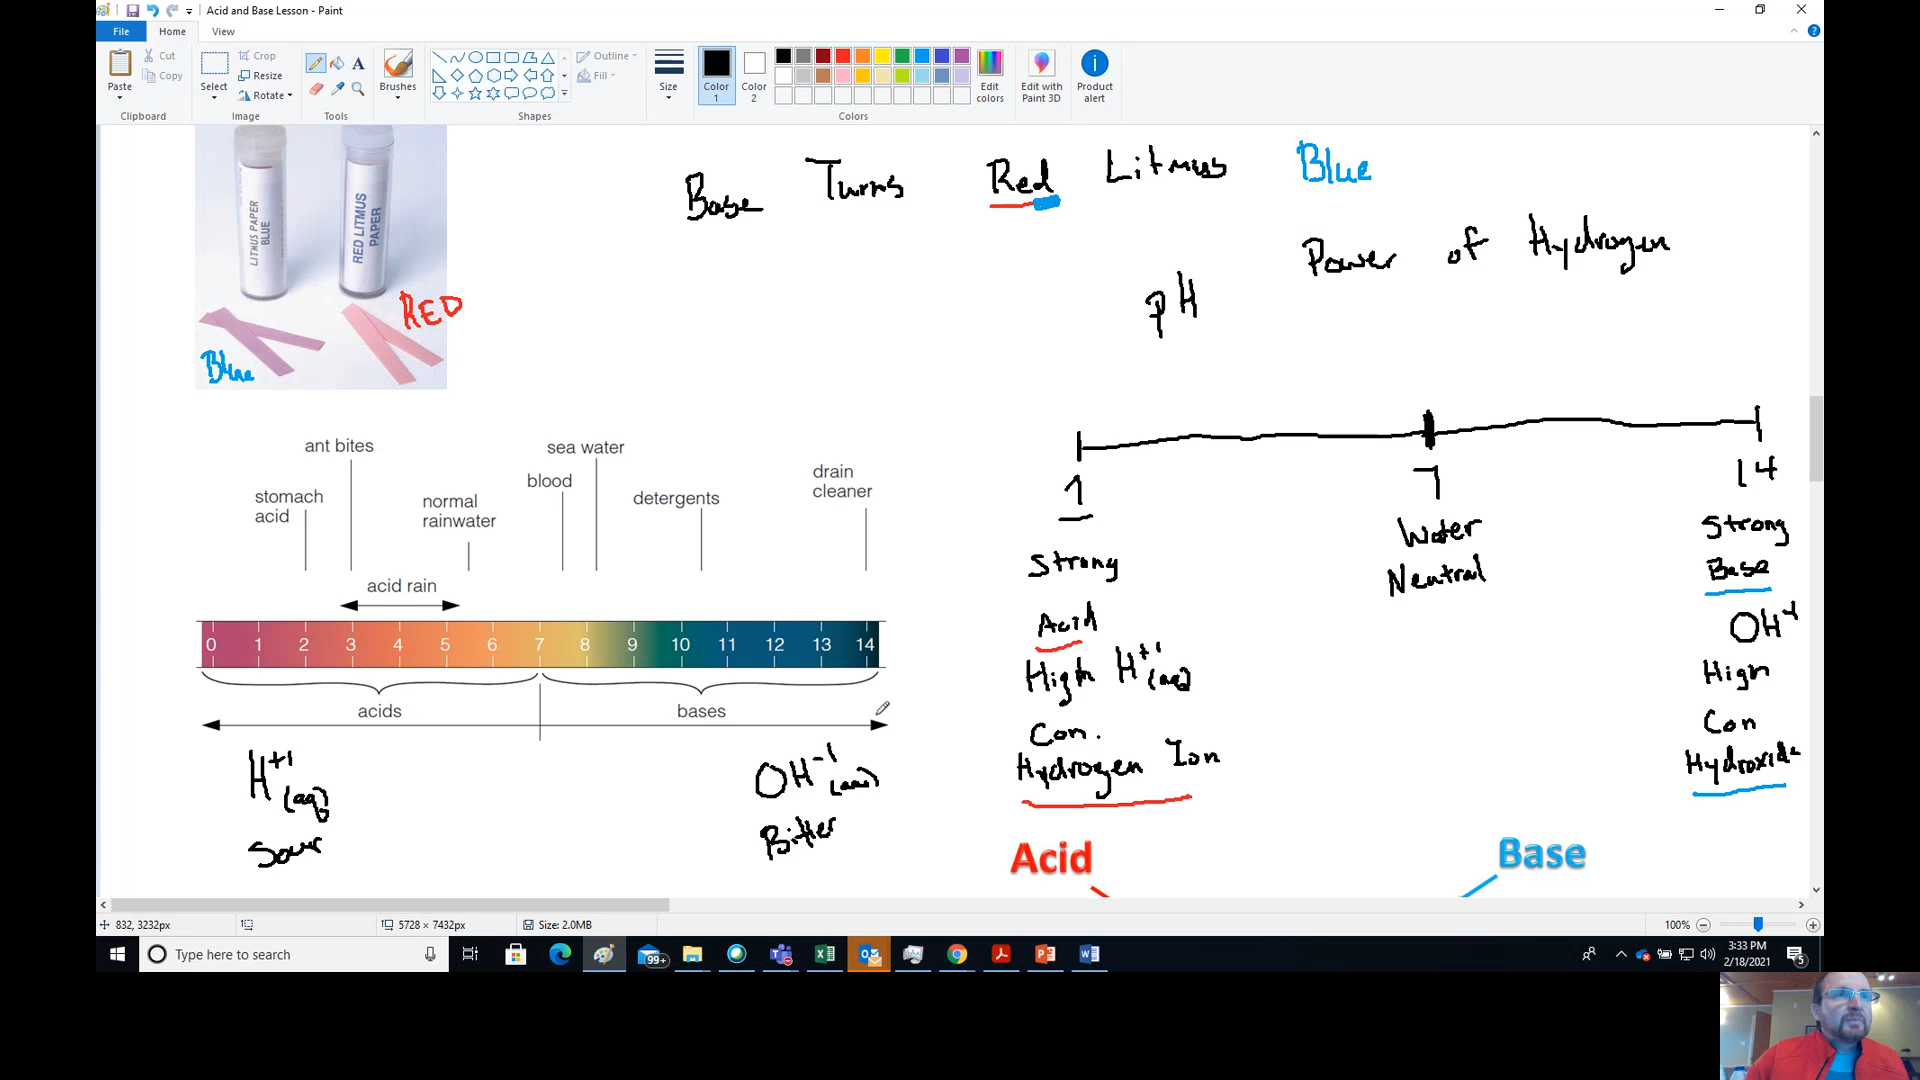 Acid and Base Lesson - Paint
File Home View
Paste
Cut
Copy
Clipboard
Select
Crop
Resize
Rotate
Image
Tools
Brushes
Shapes
Outline
Fill
Size
Color 1
Color 2
Colors
Edit colors
Edit with Paint 3D
Product alert
LITMUS PAPER
BLUE
RED LITMUS
PAPER
RED
Blue
Base Turns Red Litmus Blue
Power of Hydrogen
pH
ant bites
sea water
stomach acid
normal rainwater
blood
detergents
drain cleaner
acid rain
0 1 2 3 4 5 6 7 8 9 10 11 12 13 14
acids bases
H+1(aq)
Sour
OH-1(aq)
Bitter
1 7 14
Strong
Acid
High H+1(aq)
Con.
Hydrogen Ion
Water
Neutral
Strong
Base
High
Con
Hydroxide
Acid
Base
832, 3232px
5728 × 7432px
Size: 2.0MB
100%
Type here to search
99+
3:33 PM
2/18/2021
5